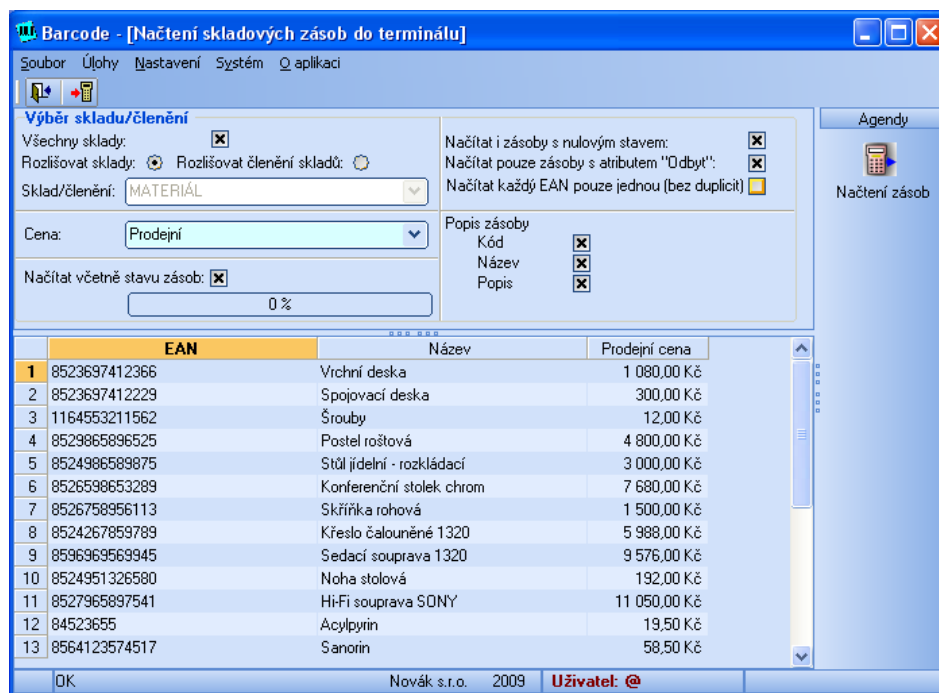 Barcode - [Načtení skladových zásob do terminálu]
Soubor Úlohy Nastavení Systém O aplikaci
Výběr skladu/členění
Všechny sklady:
Rozlišovat sklady: Rozlišovat členění skladů:
Sklad/členění: MATERIÁL
Cena: Prodejní
Načítat včetně stavu zásob:
0 %
Načítat i zásoby s nulovým stavem:
Načítat pouze zásoby s atributem "Odbyt":
Načítat každý EAN pouze jednou (bez duplicit)
Popis zásoby
Kód
Název
Popis
Agendy
Načtení zásob
EAN Název Prodejní cena
1 8523697412366 Vrchní deska 1 080,00 Kč
2 8523697412229 Spojovací deska 300,00 Kč
3 1164553211562 Šrouby 12,00 Kč
4 8529865896525 Postel roštová 4 800,00 Kč
5 8524986589875 Stůl jídelní - rozkládací 3 000,00 Kč
6 8526598653289 Konferenční stolek chrom 7 680,00 Kč
7 8526758956113 Skříňka rohová 1 500,00 Kč
8 8524267859789 Křeslo čalouněné 1320 5 988,00 Kč
9 8596969569945 Sedací souprava 1320 9 576,00 Kč
10 8524951326580 Noha stolová 192,00 Kč
11 8527965897541 Hi-Fi souprava SONY 11 050,00 Kč
12 84523655 Acylpyrin 19,50 Kč
13 8564123574517 Sanorin 58,50 Kč
OK Novák s.r.o. 2009 Uživatel: @